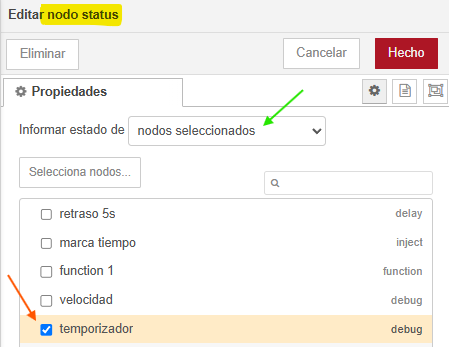 Editar nodo status
Eliminar Cancelar Hecho
Propiedades
Informar estado de nodos seleccionados
Selecciona nodos...
retraso 5s delay
marca tiempo inject
function 1 function
velocidad debug
temporizador debug